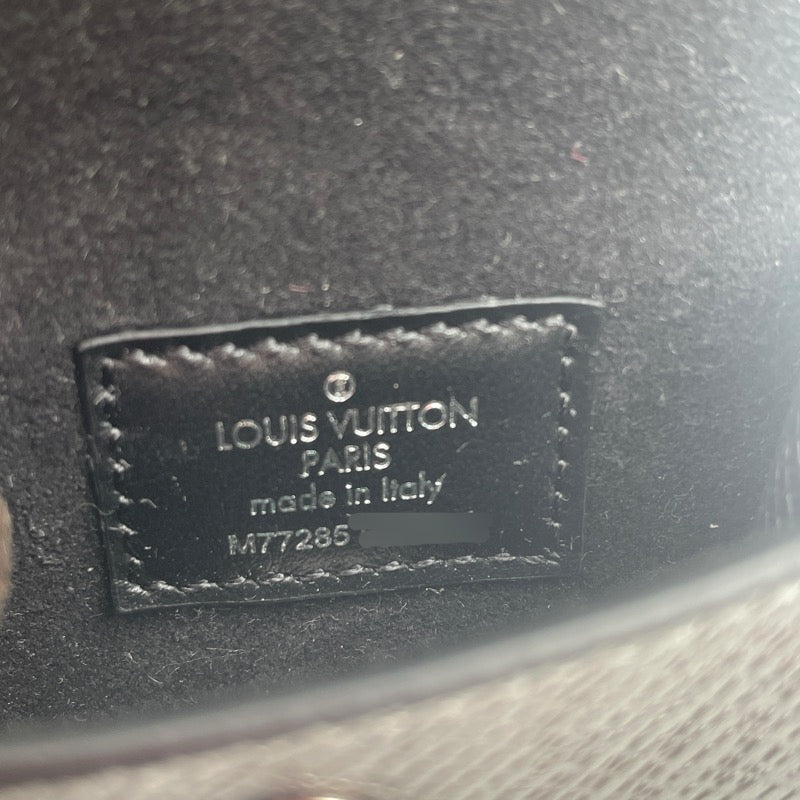 ®
LOUIS VUITTON
PARIS
made in Italy
M77285